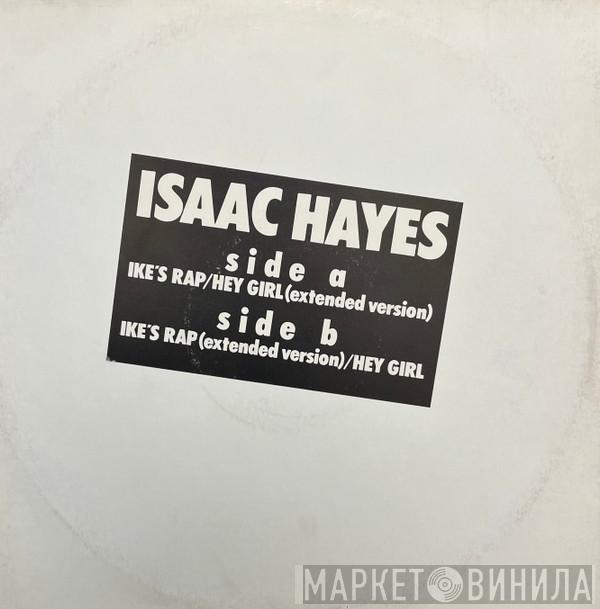 ISAAC HAYES
side a
IKE'S RAP/HEY GIRL (extended version)
side b
IKE'S RAP (extended version)/HEY GIRL
МАРКЕТ ВИНИЛА